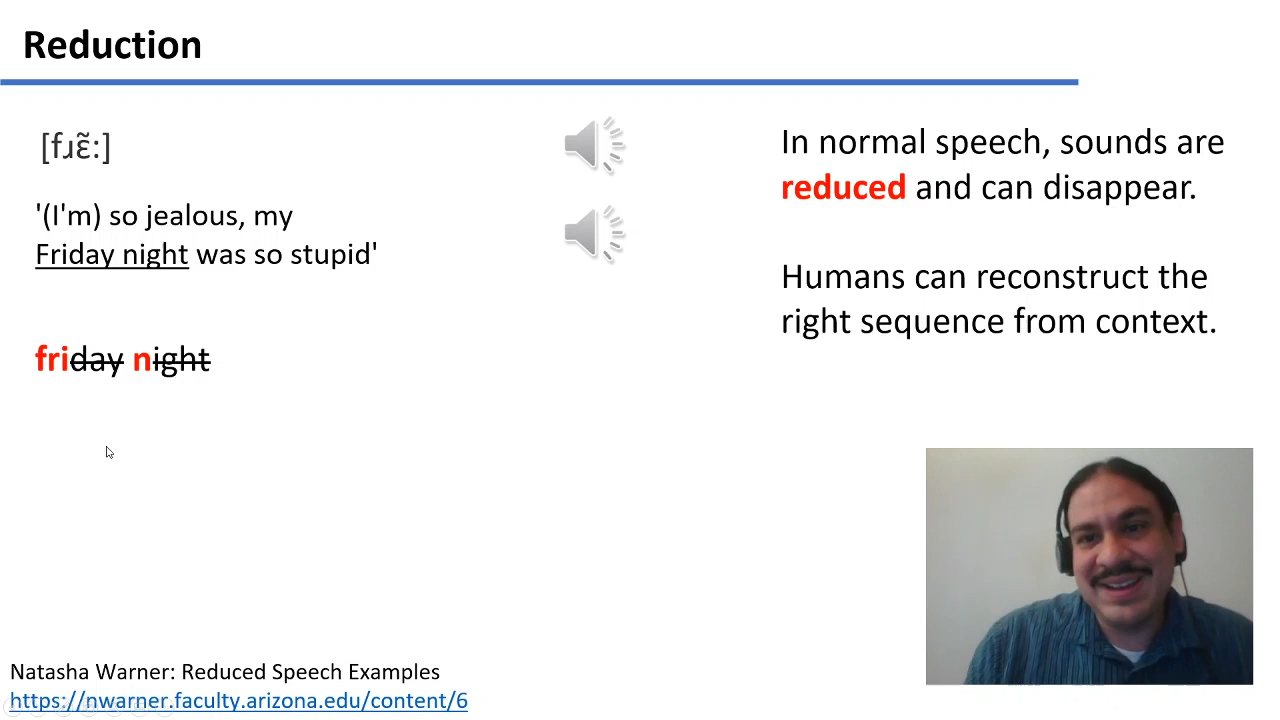 Reduction
[fɹɛ̃:]
'(I'm) so jealous, my
Friday night was so stupid'
friday night
In normal speech, sounds are
reduced and can disappear.
Humans can reconstruct the
right sequence from context.
Natasha Warner: Reduced Speech Examples
https://nwarner.faculty.arizona.edu/content/6